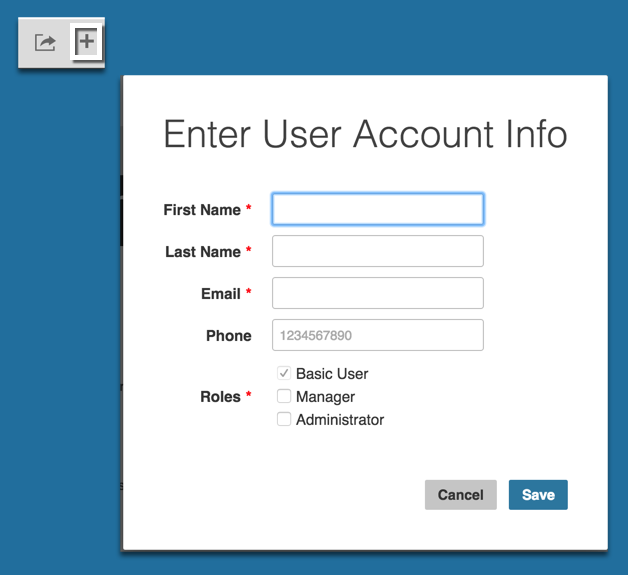 Enter User Account Info
First Name *
Last Name *
Email *
Phone 1234567890
Basic User
Roles * Manager
Administrator
Cancel Save